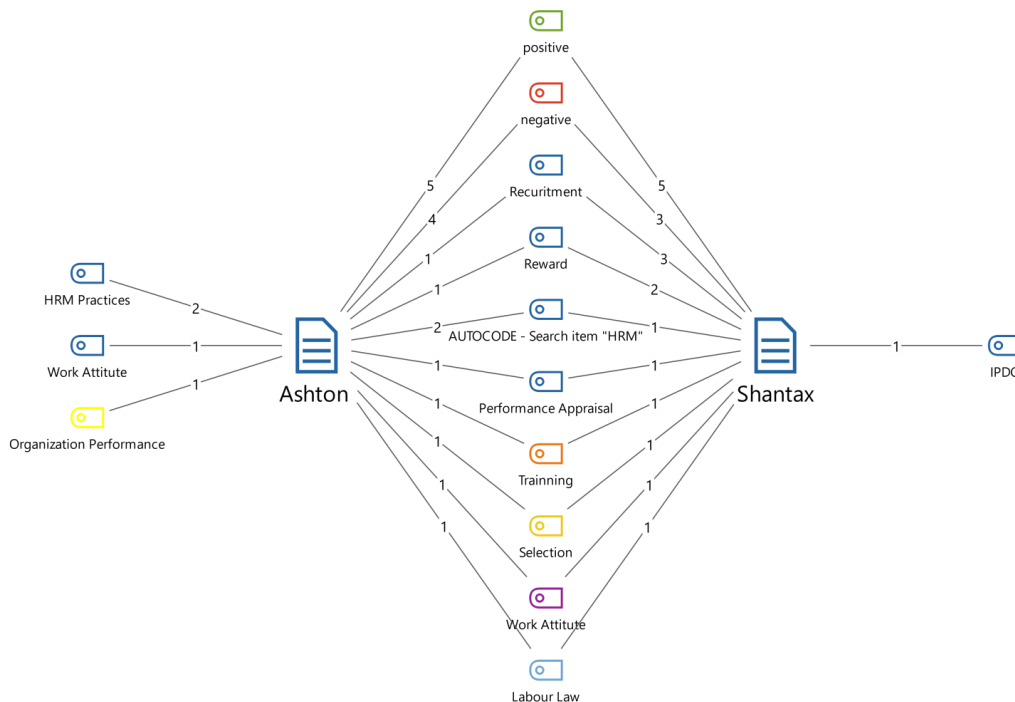 positive
negative
5
5
Recuritment
4
3
Reward
1
3
HRM Practices
1
2
2
AUTOCODE - Search item "HRM"
2
1
Work Attitute
1
Ashton
Performance Appraisal
1
1
Shantax
1
IPDC
Organization Performance
1
Trainning
1
1
Selection
1
1
Work Attitute
1
1
Labour Law
1
1